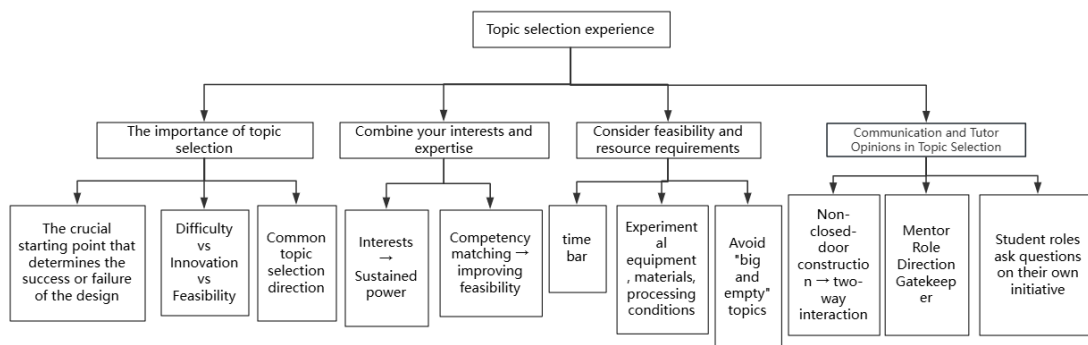 Topic selection experience
The importance of topic
selection
Combine your interests and
expertise
Consider feasibility and
resource requirements
Communication and Tutor
Opinions in Topic Selection
The crucial
starting point that
determines the
success or failure
of the design
Difficulty
vs
Innovation
vs
Feasibility
Common
topic
selection
direction
Interests
→
Sustained
power
Competency
matching →
improving
feasibility
time
bar
Experiment
al
equipment
, materials,
processing
conditions
Avoid
"big
and
empty"
topics
Non-
closed-
door
constructio
n → two-
way
interaction
Mentor
Role
Direction
Gatekeep
er
Student roles
ask questions
on their own
initiative